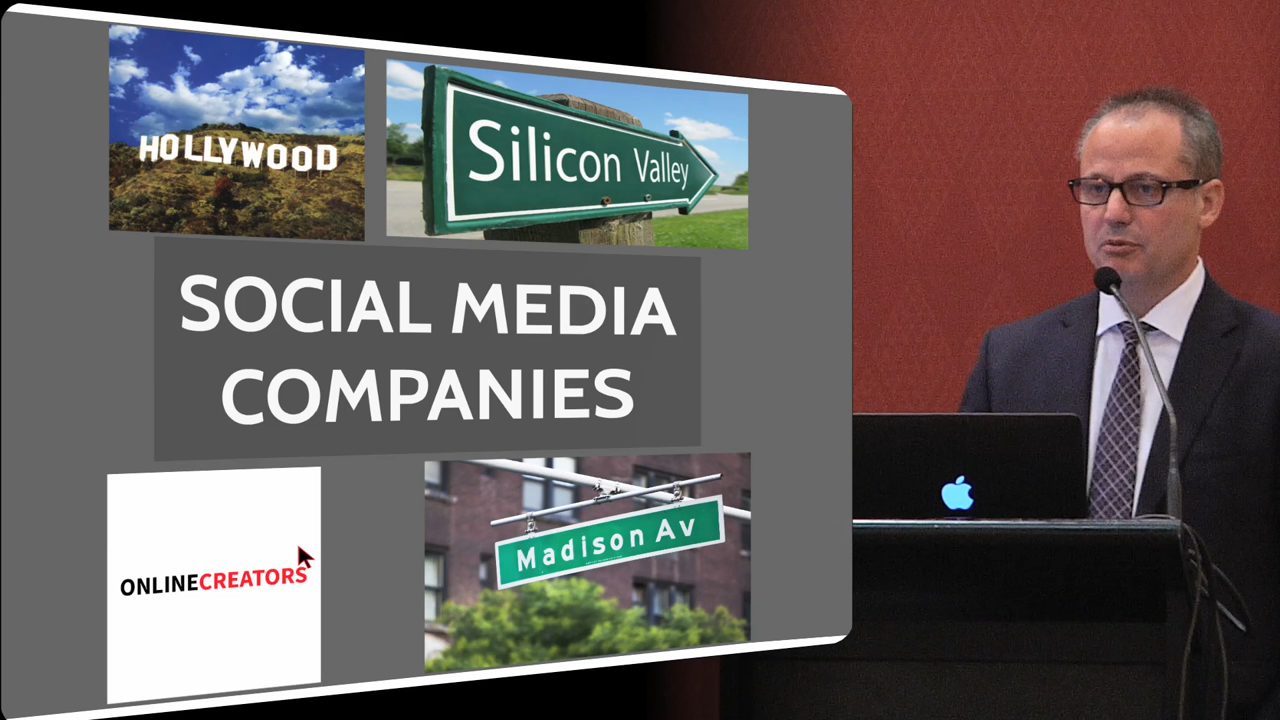 HOLLYWOOD
Silicon Valley
SOCIAL MEDIA
COMPANIES
ONLINECREATORS
Madison Av